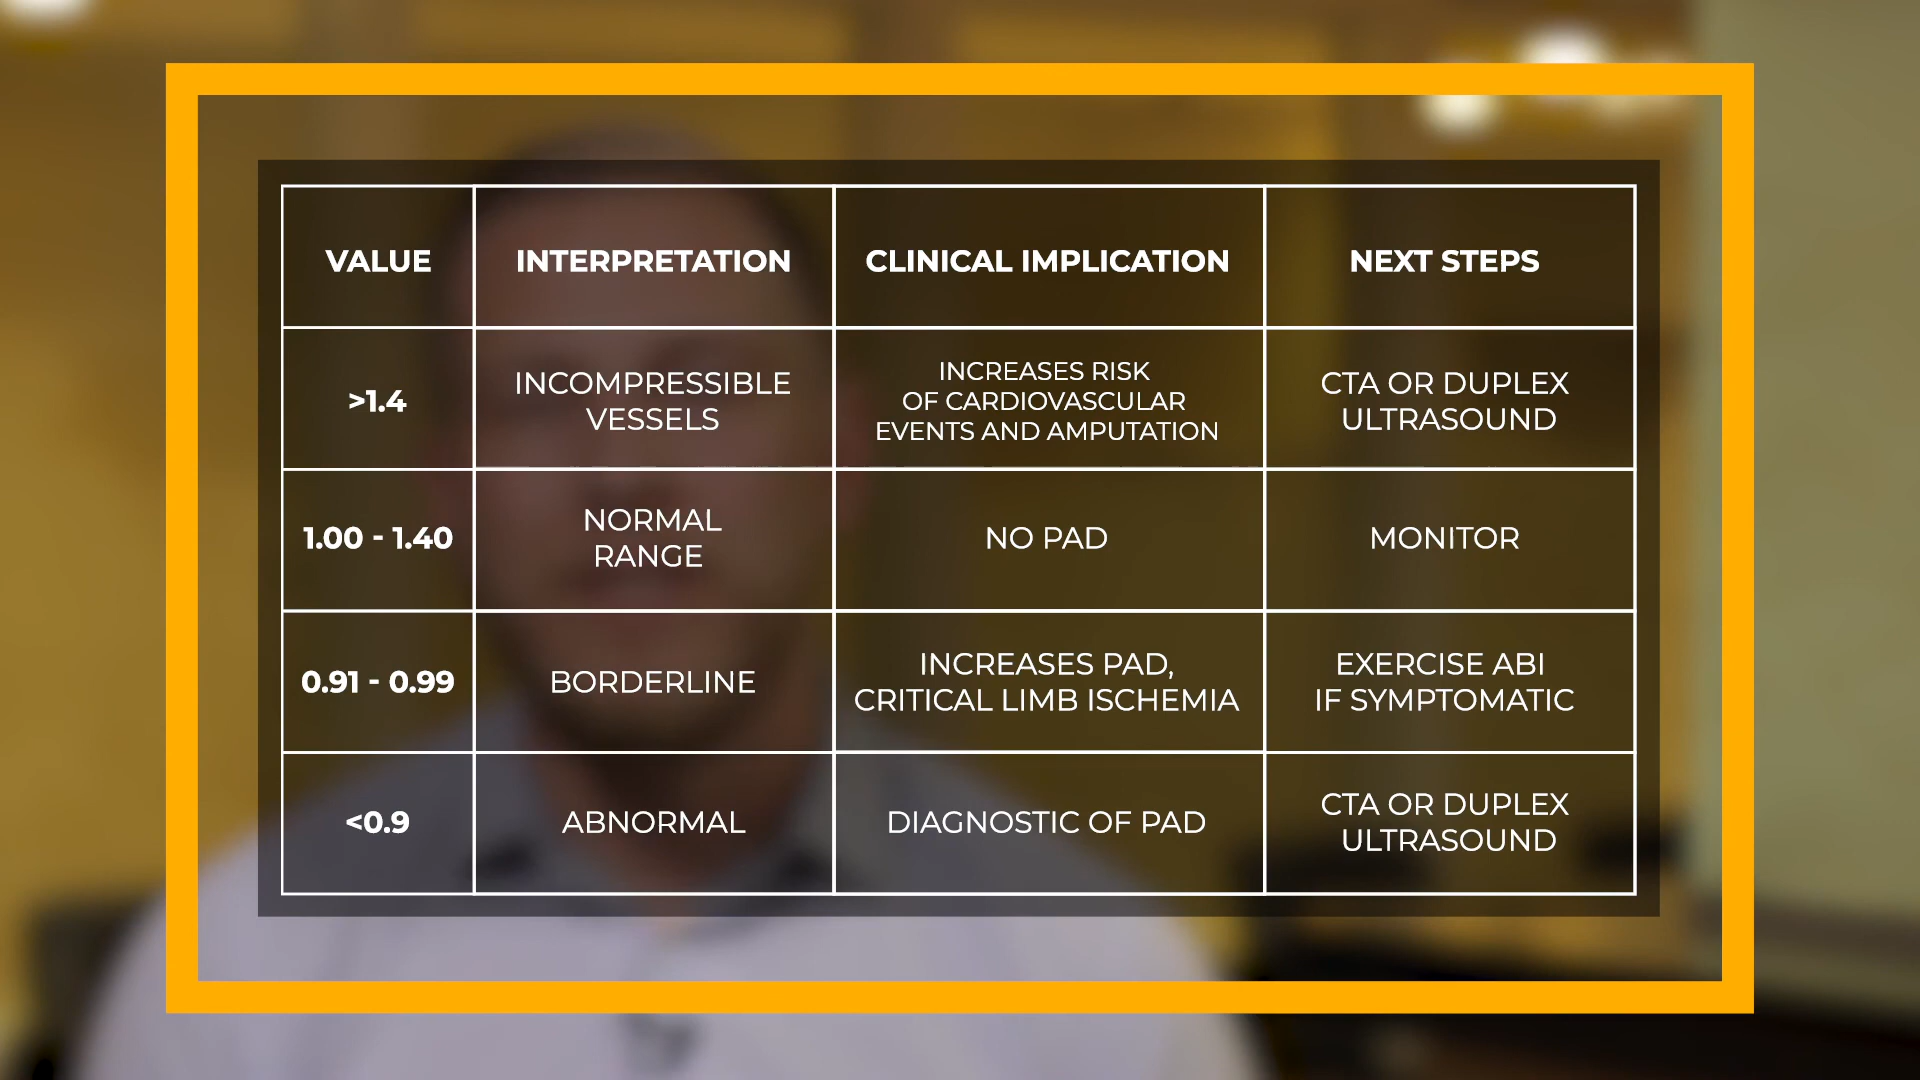 VALUE
INTERPRETATION
CLINICAL IMPLICATION
NEXT STEPS
>1.4
INCOMPRESSIBLE
VESSELS
INCREASES RISK
OF CARDIOVASCULAR
EVENTS AND AMPUTATION
CTA OR DUPLEX
ULTRASOUND
1.00 - 1.40
NORMAL
RANGE
NO PAD
MONITOR
0.91 - 0.99
BORDERLINE
INCREASES PAD,
CRITICAL LIMB ISCHEMIA
EXERCISE ABI
IF SYMPTOMATIC
<0.9
ABNORMAL
DIAGNOSTIC OF PAD
CTA OR DUPLEX
ULTRASOUND